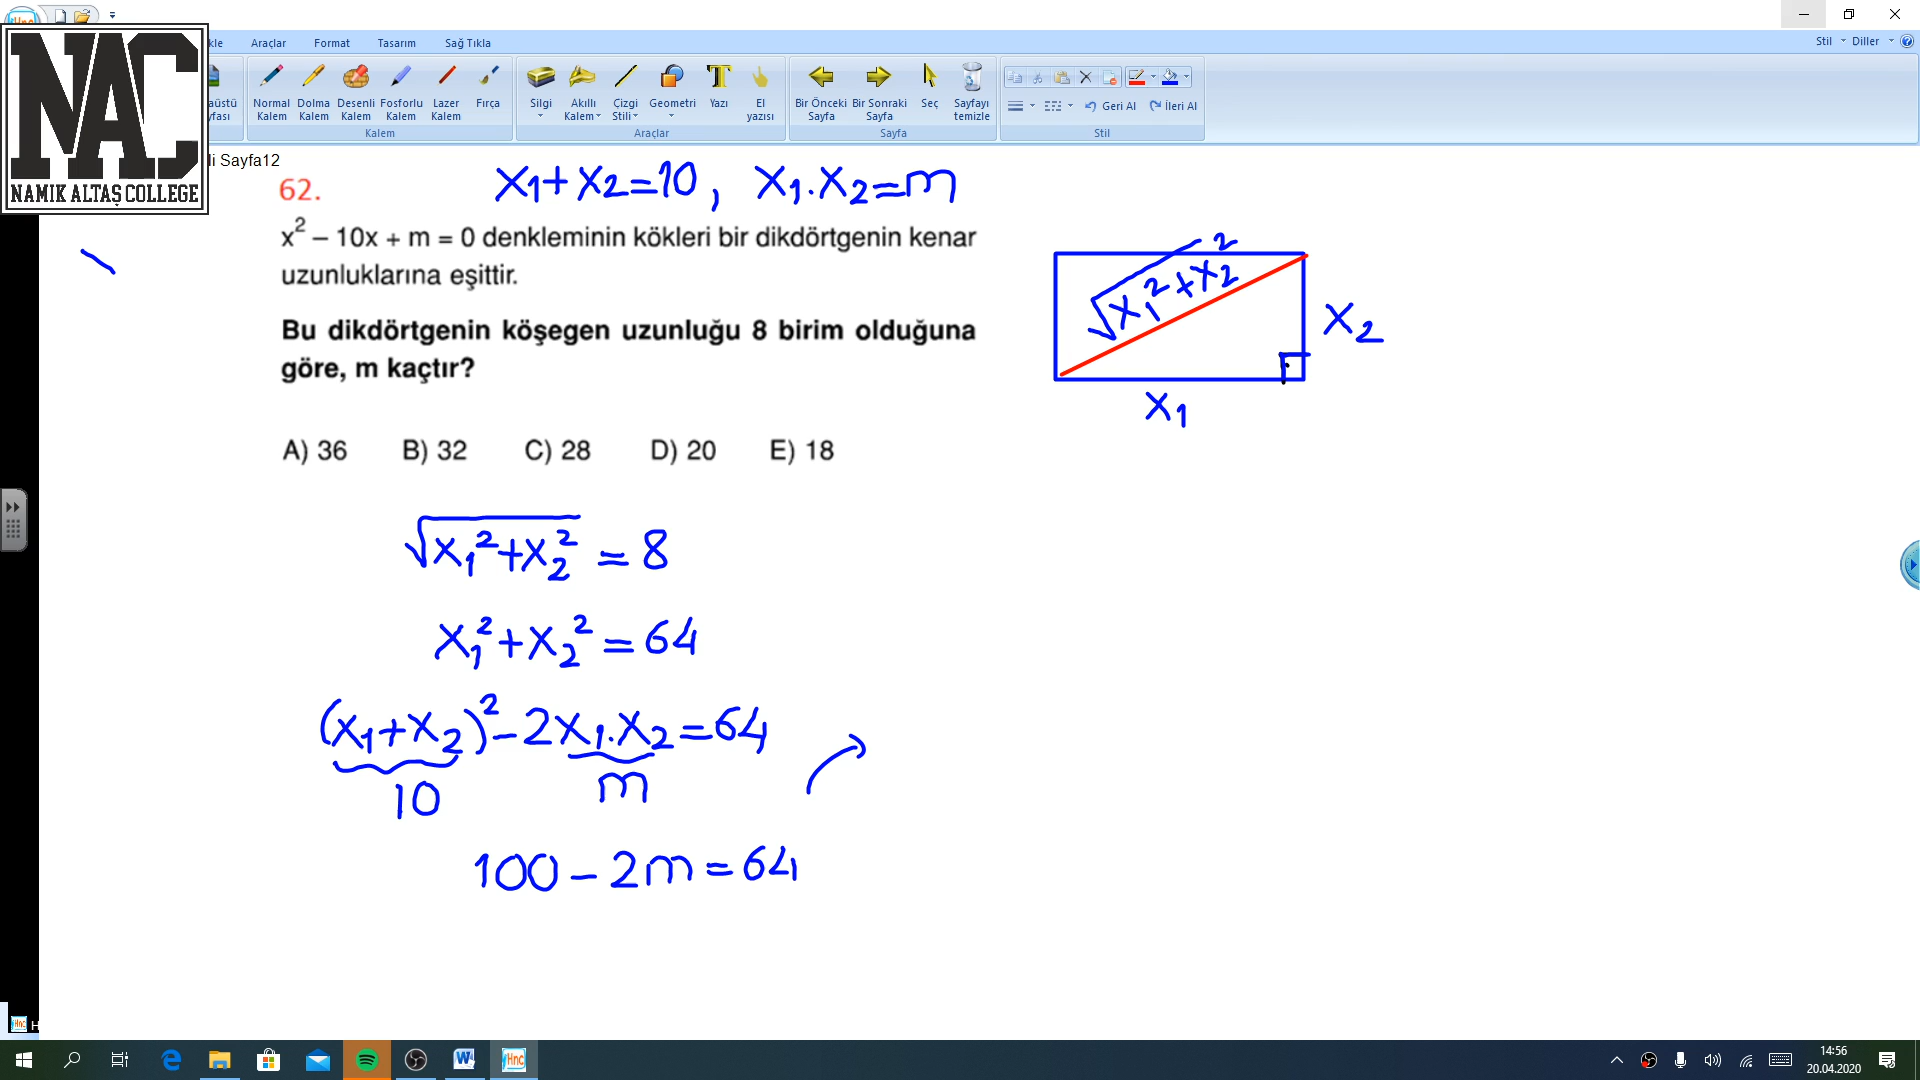 NAC
NAMIK ALTAŞ COLLEGE
kle Araçlar Format Tasarım Sağ Tıkla Stil Diller
Normal Kalem Dolma Kalem Desenli Kalem Fosforlu Kalem Lazer Kalem Fırça Silgi Akıllı Kalem Çizgi Stili Geometri Yazı El yazısı Bir Önceki Sayfa Bir Sonraki Sayfa Seç Sayfayı temizle Geri Al İleri Al
Kalem Araçlar Sayfa Stil
li Sayfa12
62. x₁+x₂=10, x₁.x₂=m
x² – 10x + m = 0 denkleminin kökleri bir dikdörtgenin kenar
uzunluklarına eşittir.
Bu dikdörtgenin köşegen uzunluğu 8 birim olduğuna
göre, m kaçtır?
A) 36 B) 32 C) 28 D) 20 E) 18
√x₁²+x₂²
x₂
x₁
√x₁²+x₂² = 8
x₁²+x₂² = 64
(x₁+x₂)²-2x₁.x₂=64
10 m
100-2m=64
Hnc
14:56
20.04.2020